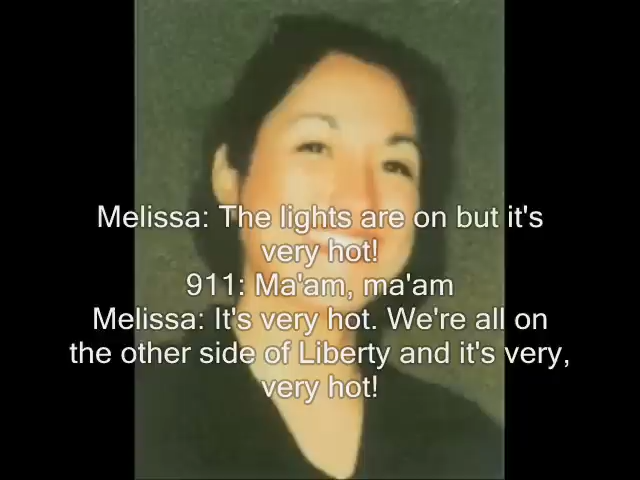 Melissa: The lights are on but it's
very hot!
911: Ma'am, ma'am
Melissa: It's very hot. We're all on
the other side of Liberty and it's very,
very hot!